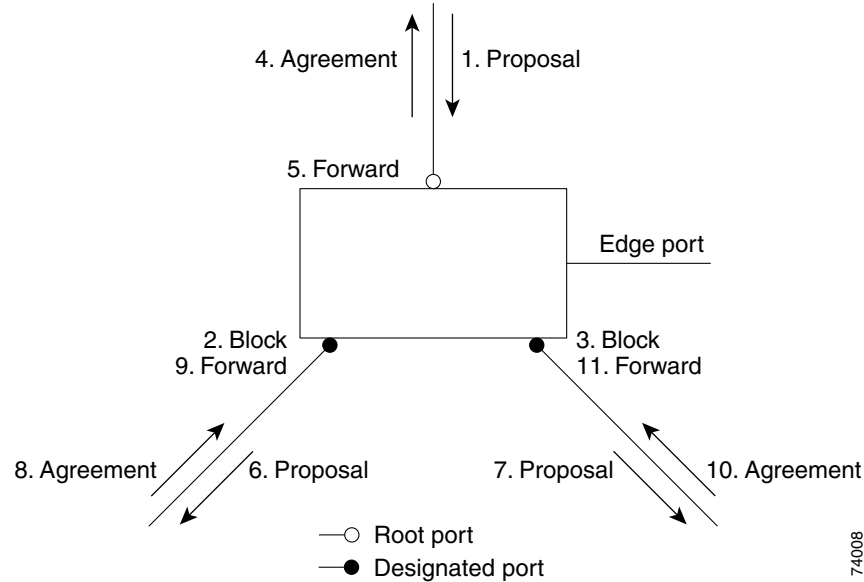 4. Agreement
1. Proposal
5. Forward
Edge port
2. Block
9. Forward
3. Block
11. Forward
8. Agreement
6. Proposal
7. Proposal
10. Agreement
Root port
Designated port
74008